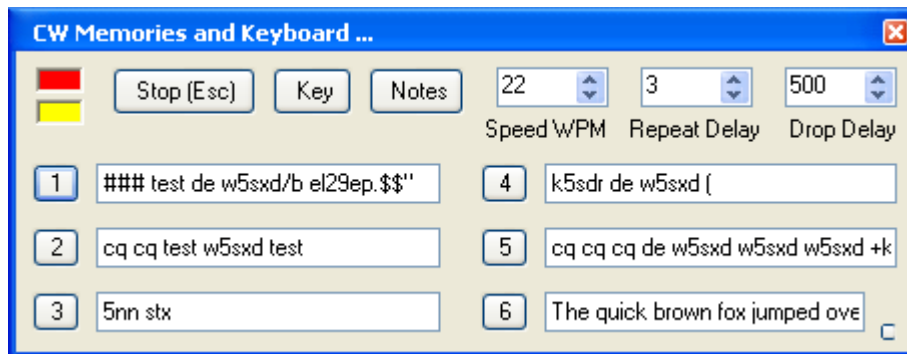 CW Memories and Keyboard ...
Stop (Esc) Key Notes 22 3 500
Speed WPM Repeat Delay Drop Delay
1 ### test de w5sxd/b el29ep.$$" 4 k5sdr de w5sxd (
2 cq cq test w5sxd test 5 cq cq cq de w5sxd w5sxd w5sxd +k
3 5nn stx 6 The quick brown fox jumped ove